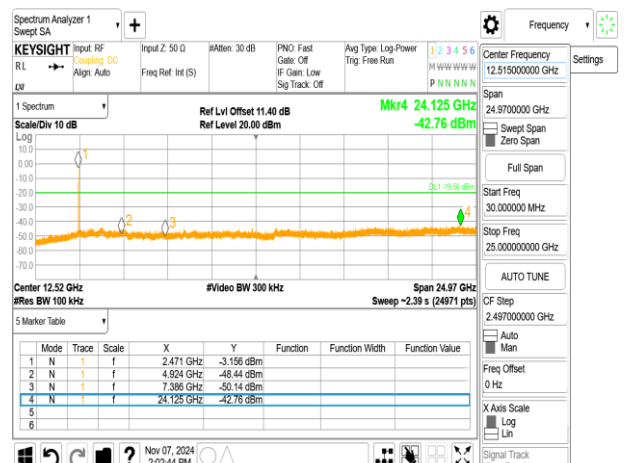 Spectrum Analyzer 1
Swept SA
Frequency
KEYSIGHT
RL
LXI
Input: RF
Coupling: DC
Align: Auto
Input Z: 50 Ω
Freq Ref: Int (S)
#Atten: 30 dB
PNO: Fast
Gate: Off
IF Gain: Low
Sig Track: Off
Avg Type: Log-Power
Trig: Free Run
1 2 3 4 5 6
M W W W W W
P N N N N N
Settings
1 Spectrum
Scale/Div 10 dB
Ref Lvl Offset 11.40 dB
Ref Level 20.00 dBm
Mkr4 24.125 GHz
-42.76 dBm
Log
10.0
0.00
-10.0
-20.0
-30.0
-40.0
-50.0
-60.0
-70.0
1
2
3
4
DL1 -19.56 dBm
Center 12.52 GHz
#Res BW 100 kHz
#Video BW 300 kHz
Span 24.97 GHz
Sweep ~2.39 s (24971 pts)
5 Marker Table
Mode Trace Scale X Y Function Function Width Function Value
1 N 1 f 2.471 GHz -3.156 dBm
2 N 1 f 4.924 GHz -48.44 dBm
3 N 1 f 7.386 GHz -50.14 dBm
4 N 1 f 24.125 GHz -42.76 dBm
5
6
Nov 07, 2024
2:02:44 PM
Center Frequency
12.515000000 GHz
Span
24.9700000 GHz
Swept Span
Zero Span
Full Span
Start Freq
30.000000 MHz
Stop Freq
25.000000000 GHz
AUTO TUNE
CF Step
2.497000000 GHz
Auto
Man
Freq Offset
0 Hz
X Axis Scale
Log
Lin
Signal Track